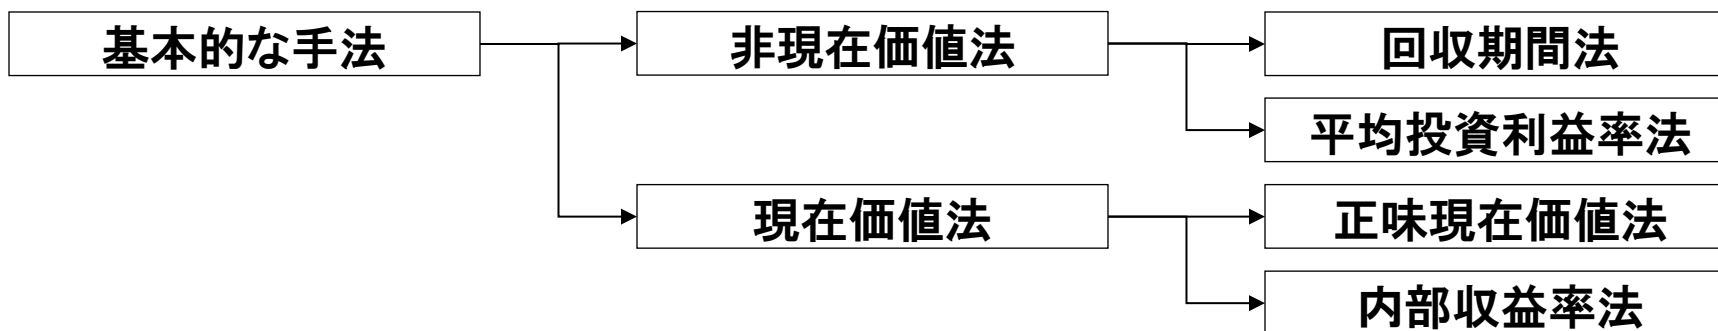 基本的な手法
非現在価値法
回収期間法
平均投資利益率法
現在価値法
正味現在価値法
内部収益率法